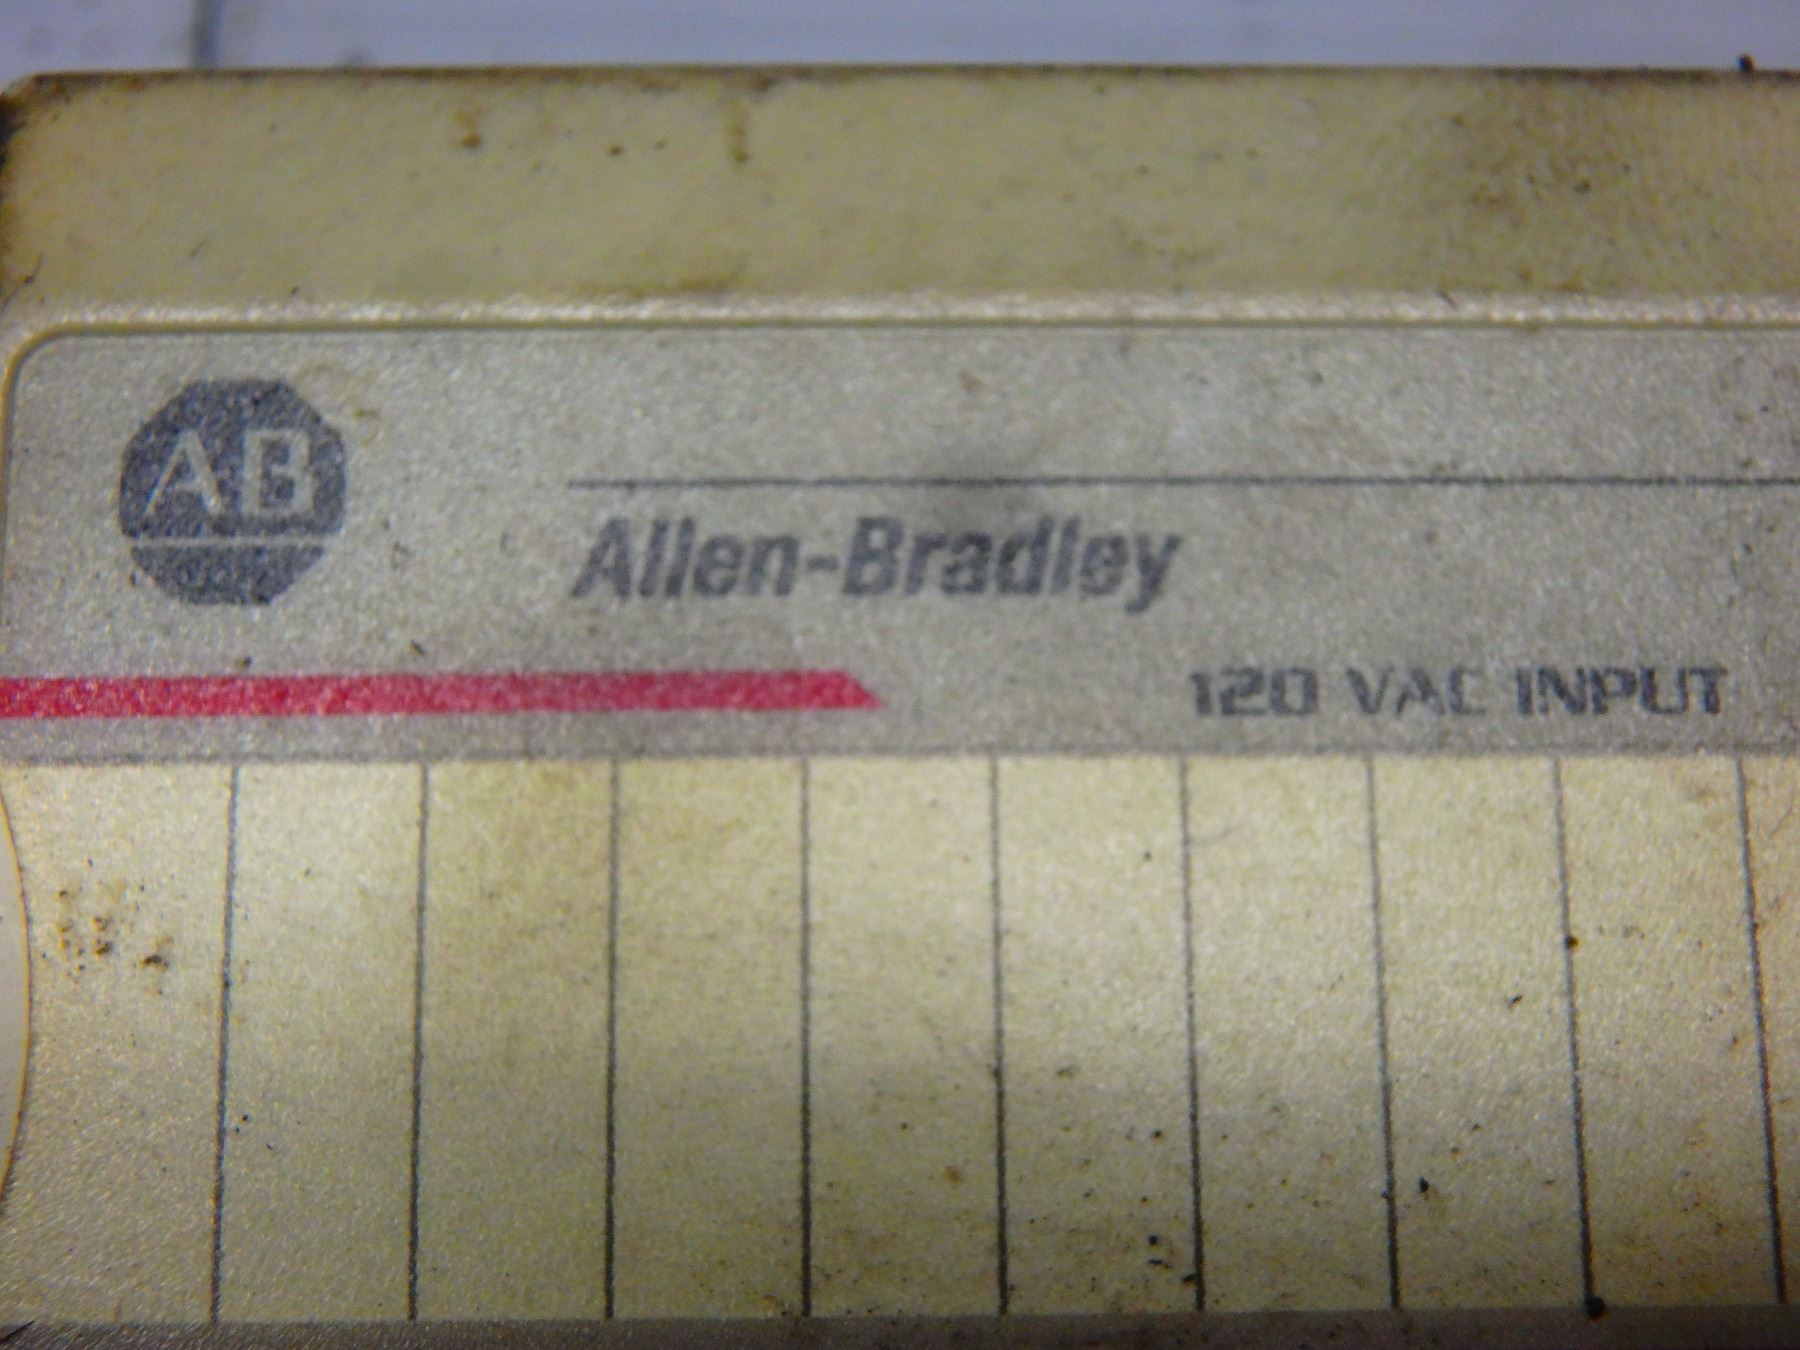 AB
Allen-Bradley
120 VAC INPUT